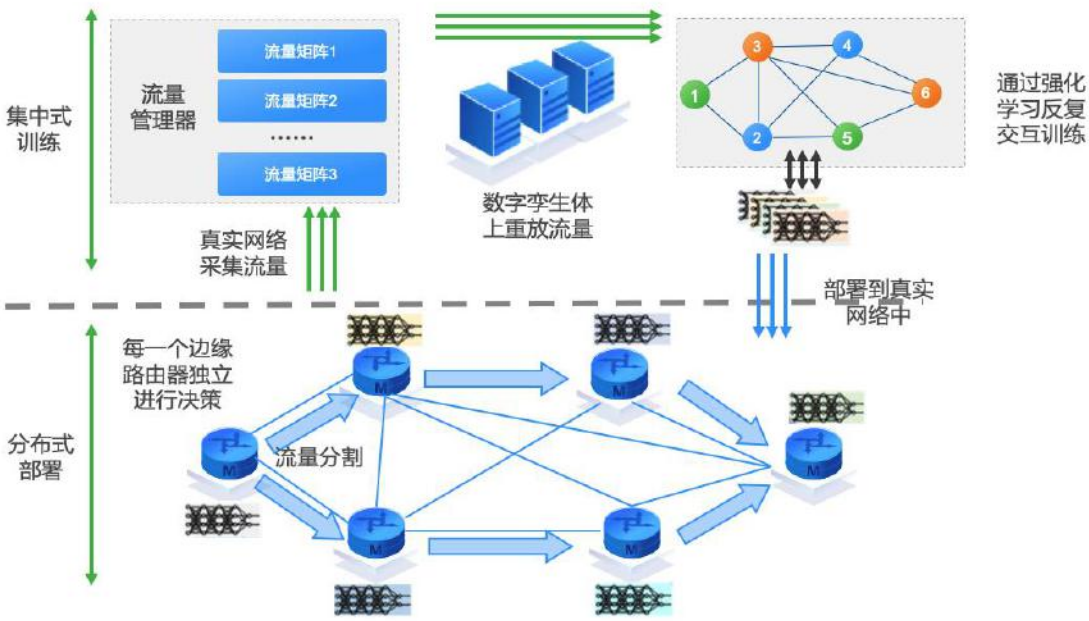 集中式
训练
流量
管理器
流量矩阵1
流量矩阵2
......
流量矩阵3
数字孪生体
上重放流量
3
4
1
6
2
5
通过强化
学习反复
交互训练
真实网络
采集流量
部署到真实
网络中
分布式
部署
每一个边缘
路由器独立
进行决策
流量分割
M
M
M
M
M
M